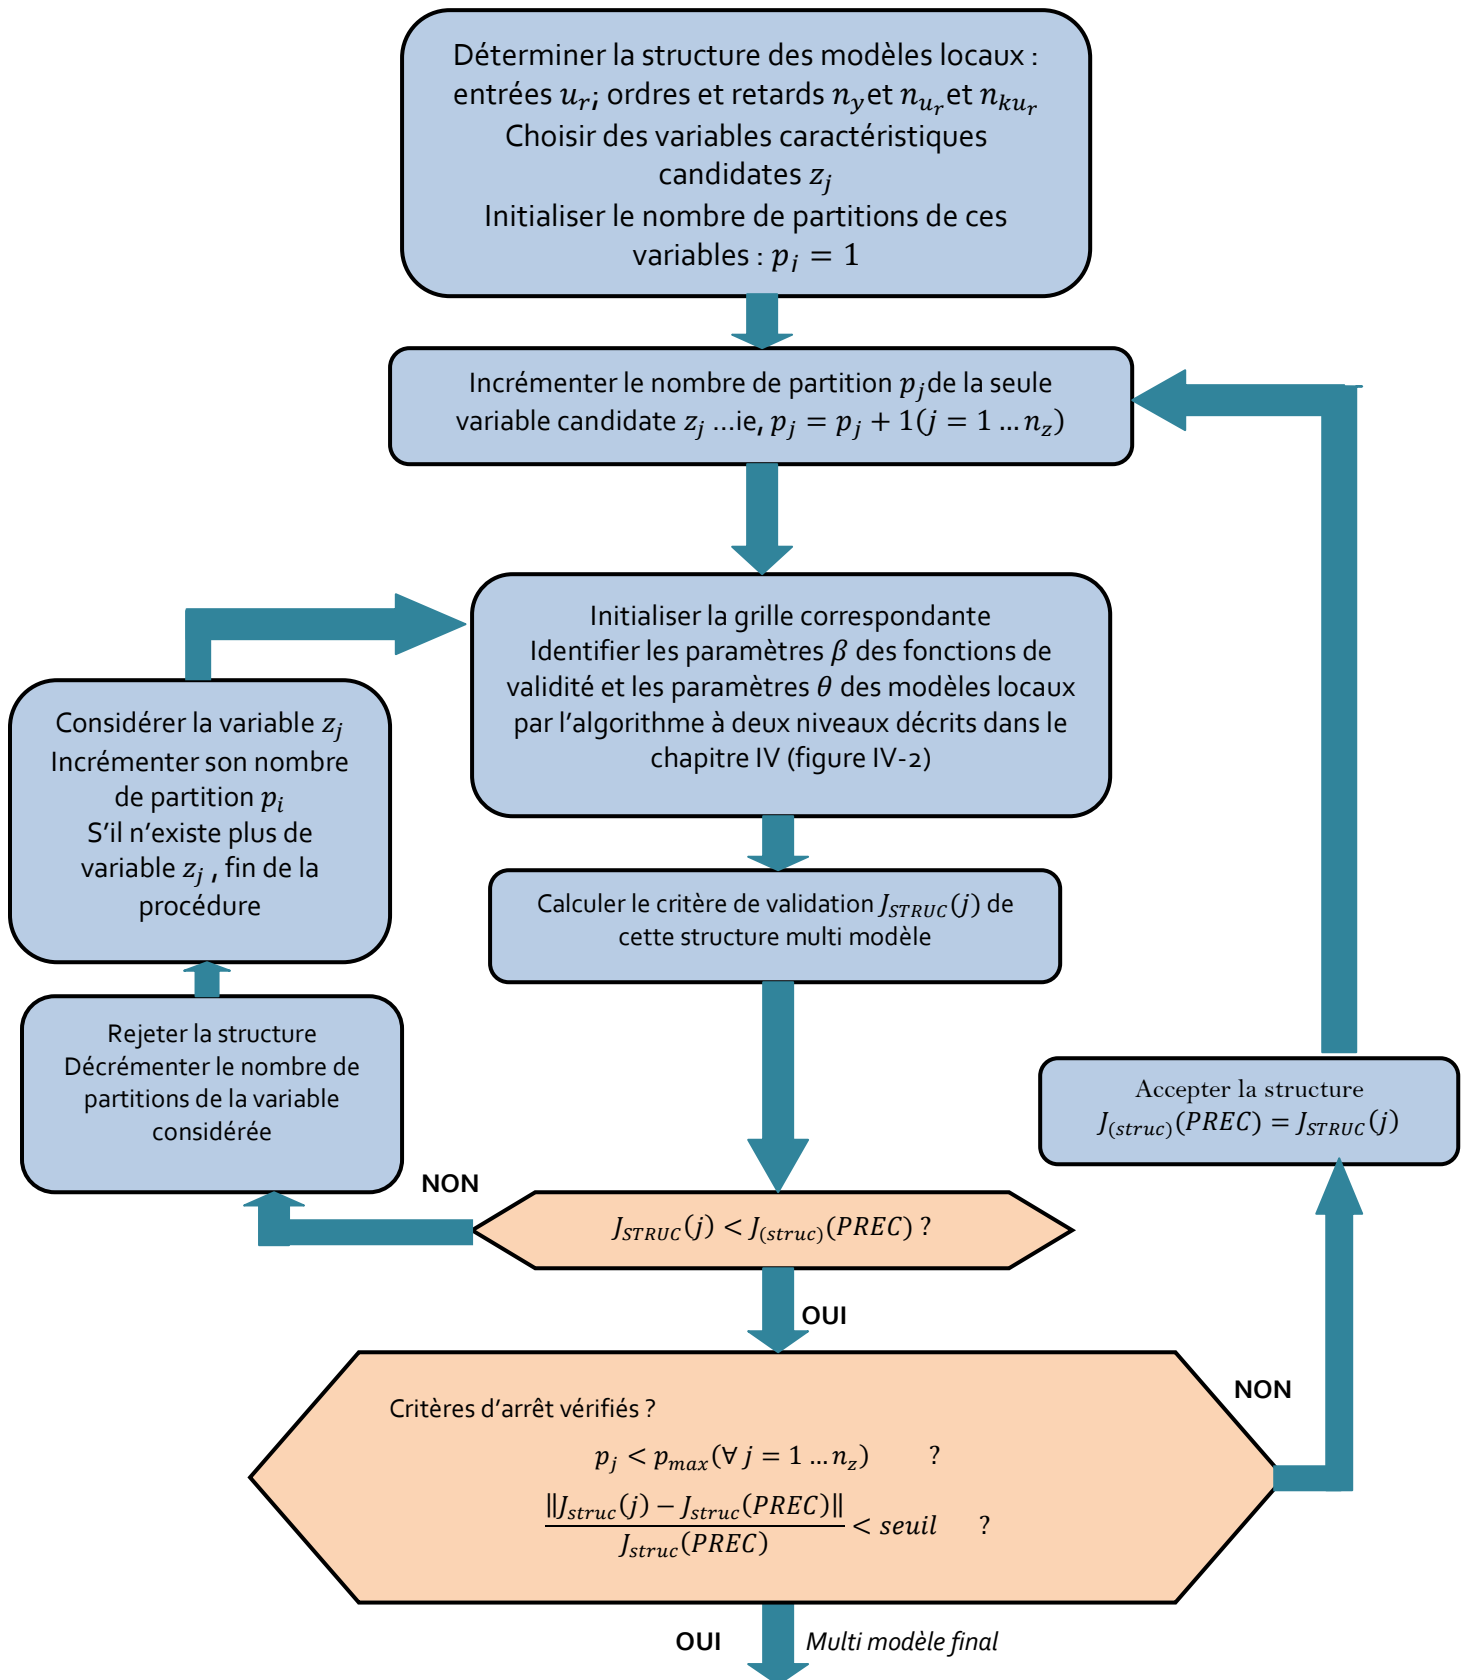 Déterminer la structure des modèles locaux :
entrées u_r; ordres et retards n_y et n_{u_r} et n_{ku_r}
Choisir des variables caractéristiques
candidates z_j
Initialiser le nombre de partitions de ces
variables : p_j = 1
Incrémenter le nombre de partition p_j de la seule
variable candidate z_j …ie, p_j = p_j + 1(j = 1 … n_z)
Initialiser la grille correspondante
Identifier les paramètres β des fonctions de
validité et les paramètres θ des modèles locaux
par l'algorithme à deux niveaux décrits dans le
chapitre IV (figure IV-2)
Considérer la variable z_j
Incrémenter son nombre
de partition p_i
S'il n'existe plus de
variable z_j , fin de la
procédure
Calculer le critère de validation J_{STRUC}(j) de
cette structure multi modèle
Rejeter la structure
Décrémenter le nombre de
partitions de la variable
considérée
Accepter la structure
J_{(struc)}(PREC) = J_{STRUC}(j)
NON
J_{STRUC}(j) < J_{(struc)}(PREC) ?
OUI
NON
Critères d'arrêt vérifiés ?
p_j < p_{max}(∀ j = 1 … n_z) ?
‖J_{struc}(j) − J_{struc}(PREC)‖ / J_{struc}(PREC) < seuil ?
OUI Multi modèle final